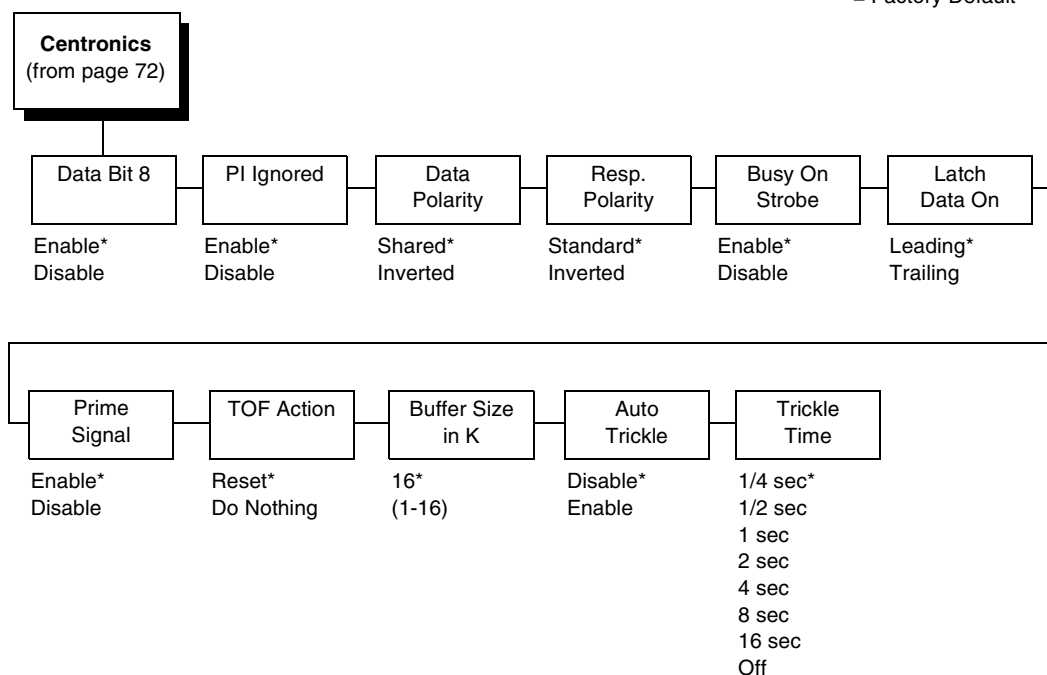 = Factory Default
Centronics
(from page 72)
Data Bit 8
PI Ignored
Data
Polarity
Resp.
Polarity
Busy On
Strobe
Latch
Data On
Enable*
Disable
Enable*
Disable
Shared*
Inverted
Standard*
Inverted
Enable*
Disable
Leading*
Trailing
Prime
Signal
TOF Action
Buffer Size
in K
Auto
Trickle
Trickle
Time
Enable*
Disable
Reset*
Do Nothing
16*
(1-16)
Disable*
Enable
1/4 sec*
1/2 sec
1 sec
2 sec
4 sec
8 sec
16 sec
Off